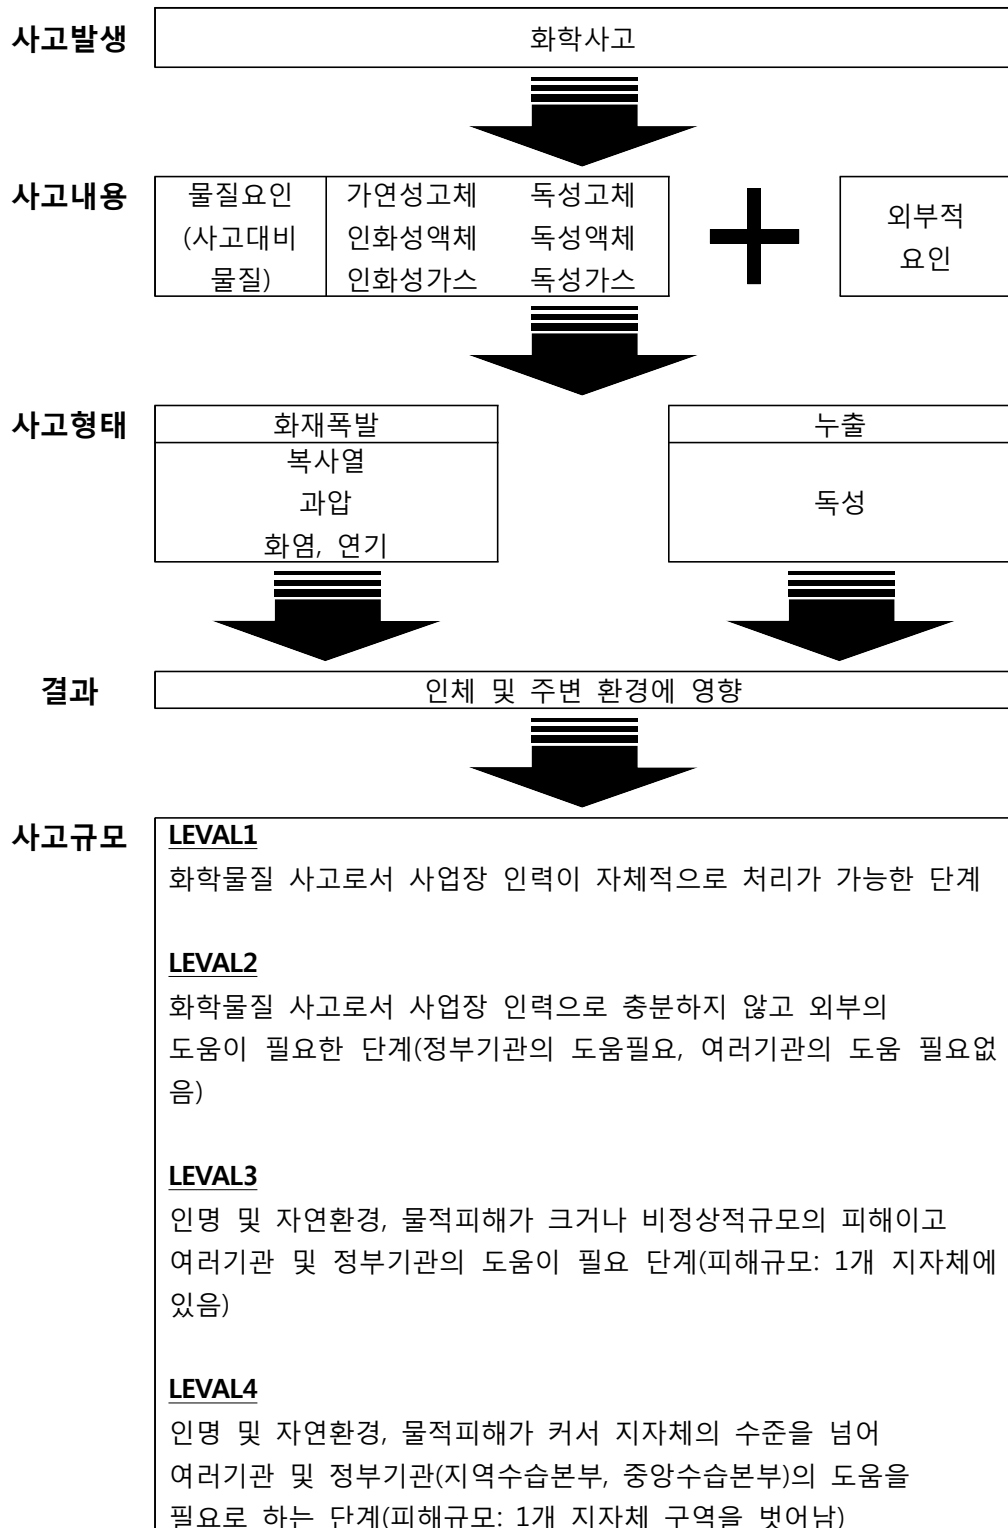 사고발생
화학사고
사고내용
물질요인
(사고대비
물질)
가연성고체 독성고체
인화성액체 독성액체
인화성가스 독성가스
외부적
요인
사고형태
화재폭발
복사열
과압
화염, 연기
누출
독성
결과
인체 및 주변 환경에 영향
사고규모
LEVAL1
화학물질 사고로서 사업장 인력이 자체적으로 처리가 가능한 단계
LEVAL2
화학물질 사고로서 사업장 인력으로 충분하지 않고 외부의
도움이 필요한 단계(정부기관의 도움필요, 여러기관의 도움 필요없
음)
LEVAL3
인명 및 자연환경, 물적피해가 크거나 비정상적규모의 피해이고
여러기관 및 정부기관의 도움이 필요 단계(피해규모: 1개 지자체에
있음)
LEVAL4
인명 및 자연환경, 물적피해가 커서 지자체의 수준을 넘어
여러기관 및 정부기관(지역수습본부, 중앙수습본부)의 도움을
필요로 하는 단계(피해규모: 1개 지자체 구역을 벗어남)